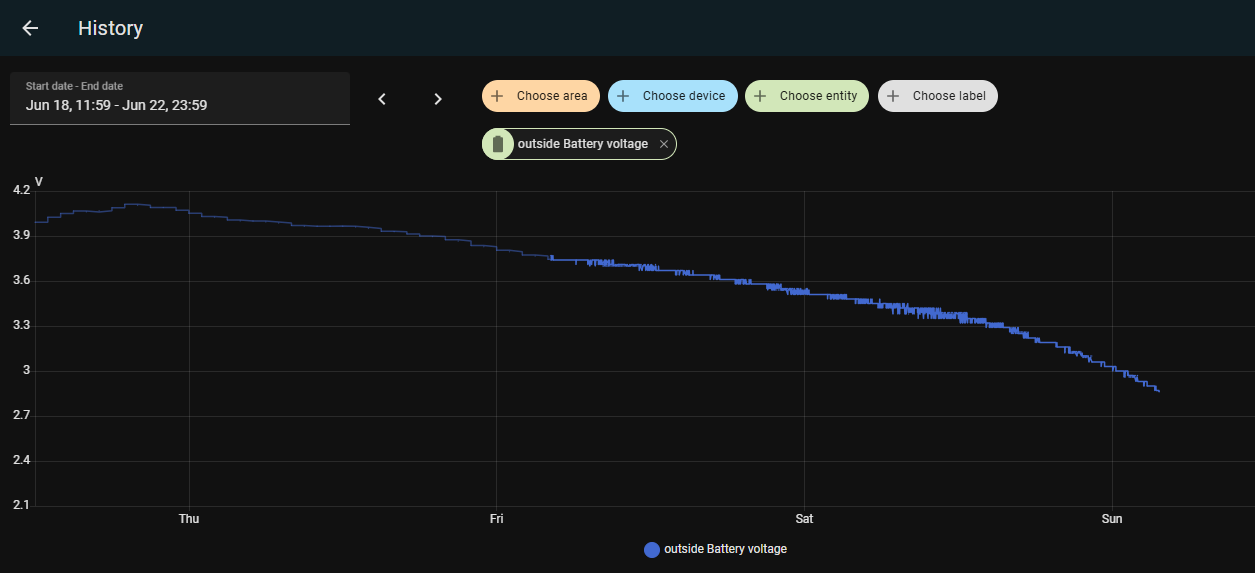 History
Start date - End date
Jun 18, 11:59 - Jun 22, 23:59
Choose area
Choose device
Choose entity
Choose label
outside Battery voltage
V
4.2
3.9
3.6
3.3
3
2.7
2.4
2.1
Thu
Fri
Sat
Sun
outside Battery voltage